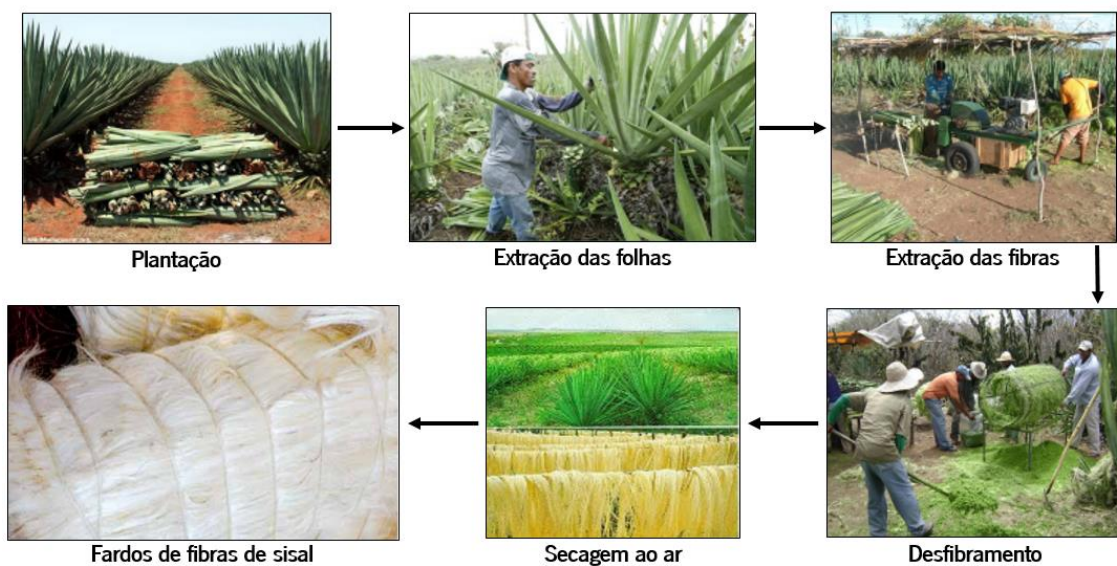 Plantação
Extração das folhas
Extração das fibras
Fardos de fibras de sisal
Secagem ao ar
Desfibramento